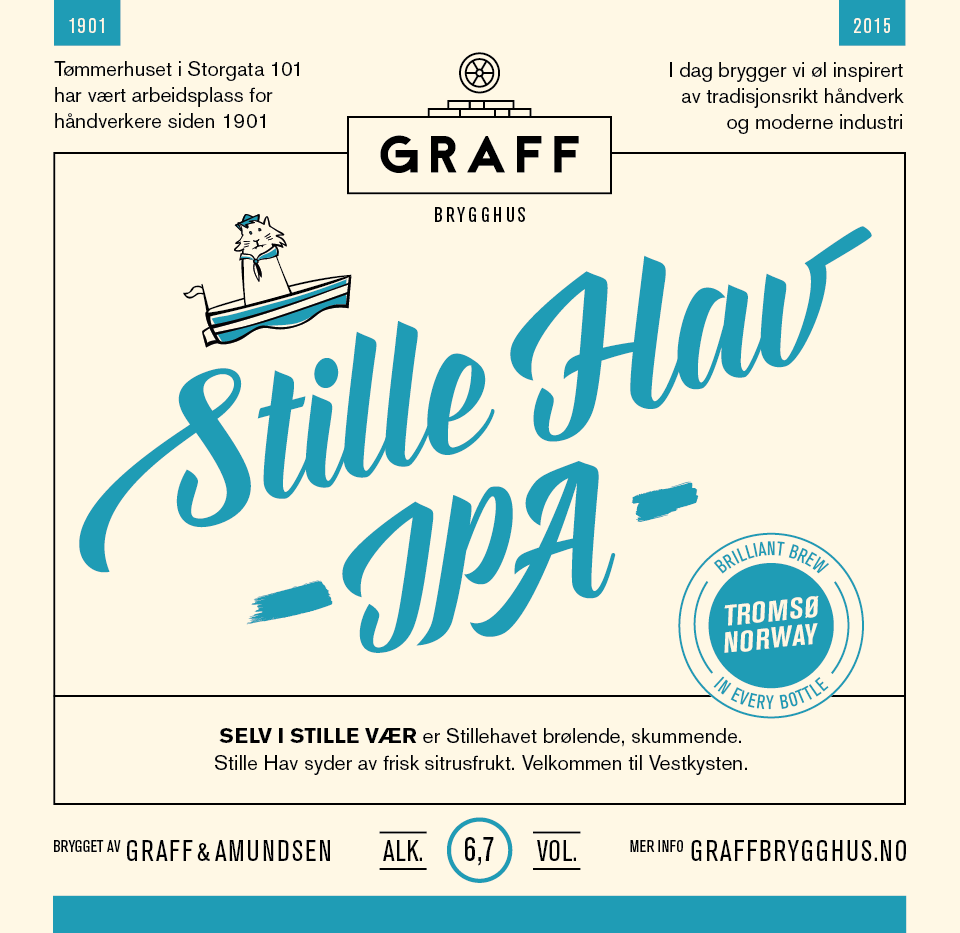 1901
2015
Tømmerhuset i Storgata 101
har vært arbeidsplass for
håndverkere siden 1901
I dag brygger vi øl inspirert
av tradisjonsrikt håndverk
og moderne industri
GRAFF
BRYGGHUS
Stille Hav
- IPA -
BRILLIANT BREW
TROMSØ
NORWAY
IN EVERY BOTTLE
SELV I STILLE VÆR er Stillehavet brølende, skummende.
Stille Hav syder av frisk sitrusfrukt. Velkommen til Vestkysten.
BRYGGET AV GRAFF & AMUNDSEN
ALK. 6,7 VOL.
MER INFO GRAFFBRYGGHUS.NO